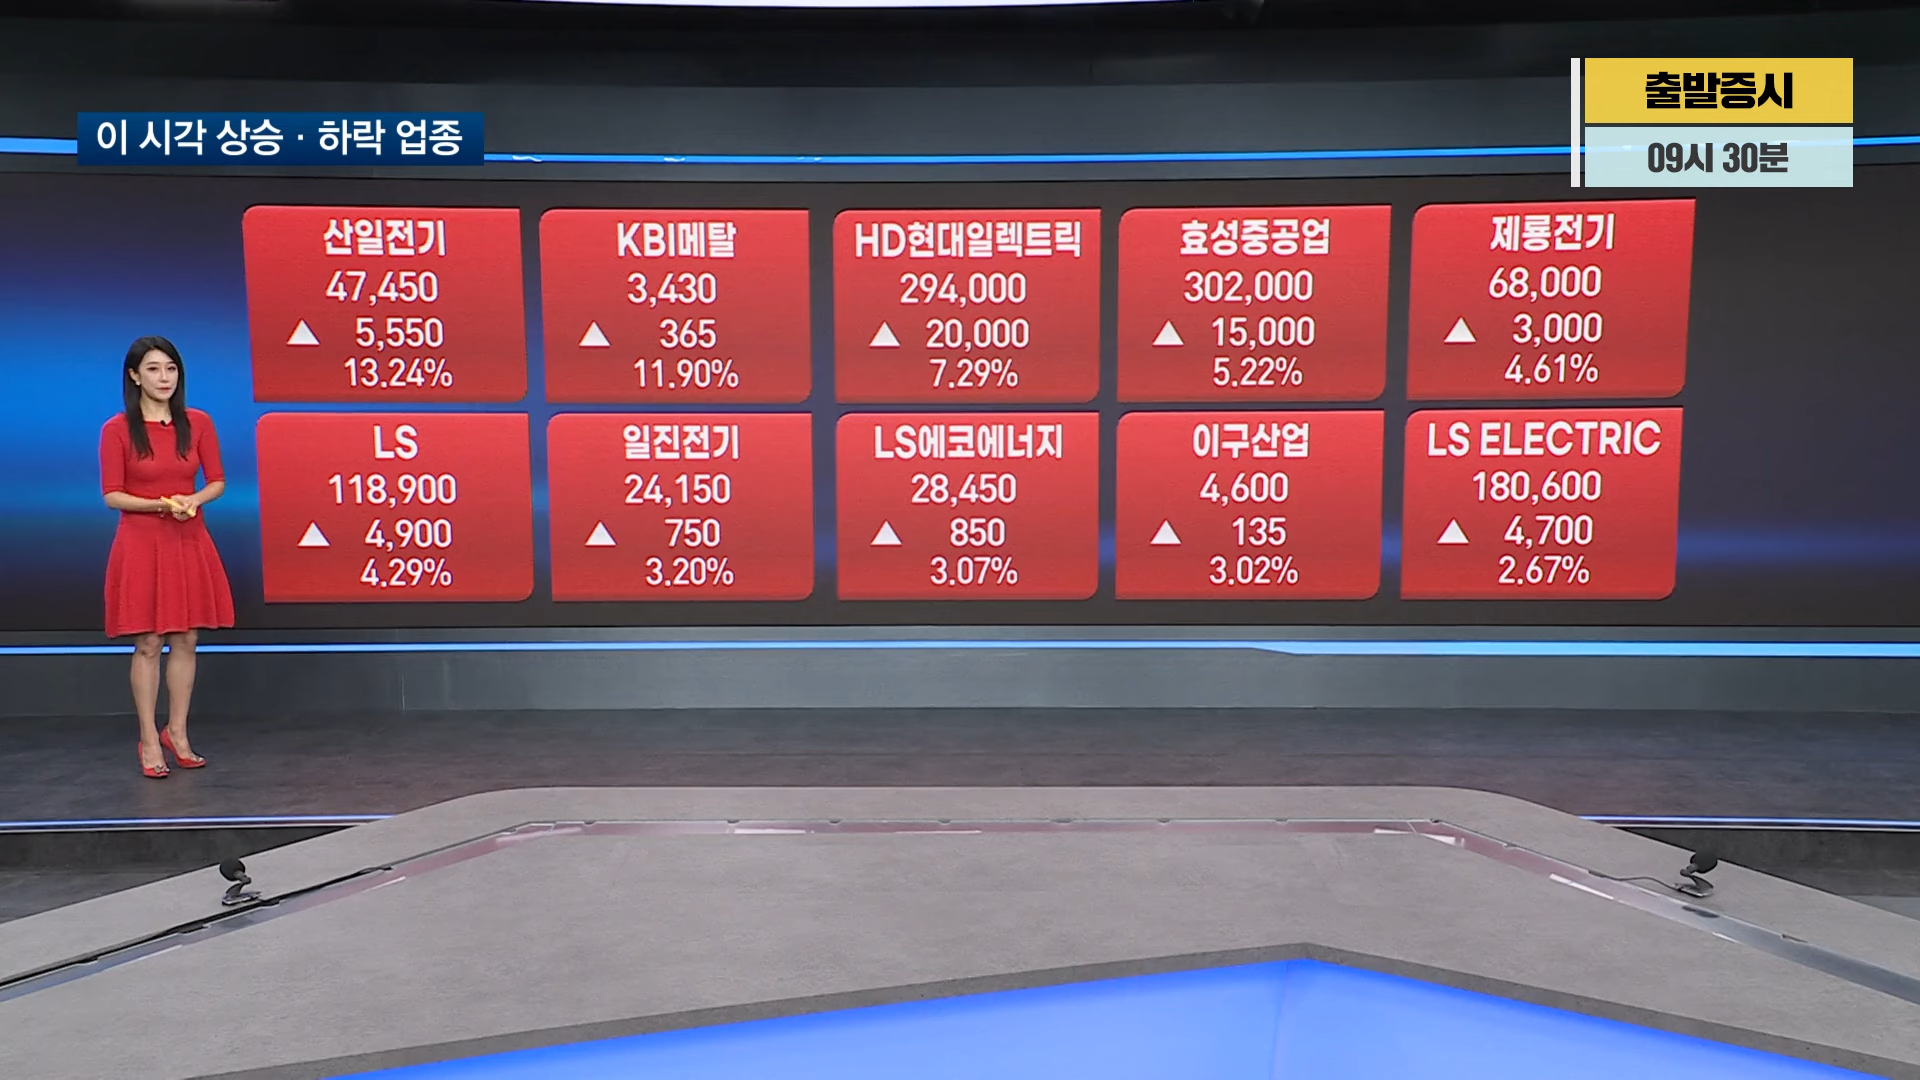 이 시각 상승 · 하락 업종
출발증시
09시 30분
산일전기
47,450
▲ 5,550
13.24%
KBI메탈
3,430
▲ 365
11.90%
HD현대일렉트릭
294,000
▲ 20,000
7.29%
효성중공업
302,000
▲ 15,000
5.22%
제룡전기
68,000
▲ 3,000
4.61%
LS
118,900
▲ 4,900
4.29%
일진전기
24,150
▲ 750
3.20%
LS에코에너지
28,450
▲ 850
3.07%
이구산업
4,600
▲ 135
3.02%
LS ELECTRIC
180,600
▲ 4,700
2.67%